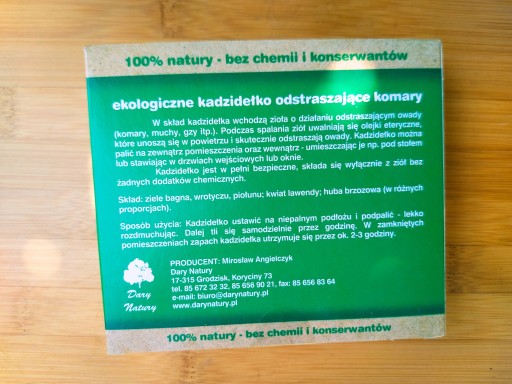 100% natury - bez chemii i konserwantów
ekologiczne kadzidełko odstraszające komary
W skład kadzidełka wchodzą zioła o działaniu odstraszającym owady
(komary, muchy, gzy itp.). Podczas spalania ziół uwalniają się olejki eteryczne,
które unoszą się w powietrzu i skutecznie odstraszają owady. Kadzidełko można
palić na zewnątrz pomieszczenia oraz wewnątrz - umieszczając je np. pod stołem
lub stawiając w drzwiach wejściowych lub oknie.
Kadzidełko jest w pełni bezpieczne, składa się wyłącznie z ziół bez
żadnych dodatków chemicznych.
Skład: ziele bagna, wrotyczu, piołunu; kwiat lawendy; huba brzozowa (w różnych
proporcjach).
Sposób użycia: Kadzidełko ustawić na niepalnym podłożu i podpalić - lekko
rozdmuchując. Dalej tli się samodzielnie przez godzinę. W zamkniętych
pomieszczeniach zapach kadzidełka utrzymuje się przez ok. 2-3 godziny.
PRODUCENT: Mirosław Angielczyk
Dary Natury
17-315 Grodzisk, Koryciny 73
tel. 85 672 32 32, 85 656 90 21, fax: 85 656 83 64
e-mail: biuro@darynatury.pl
www.darynatury.pl
Dary
Natury
100% natury - bez chemii i konserwantów